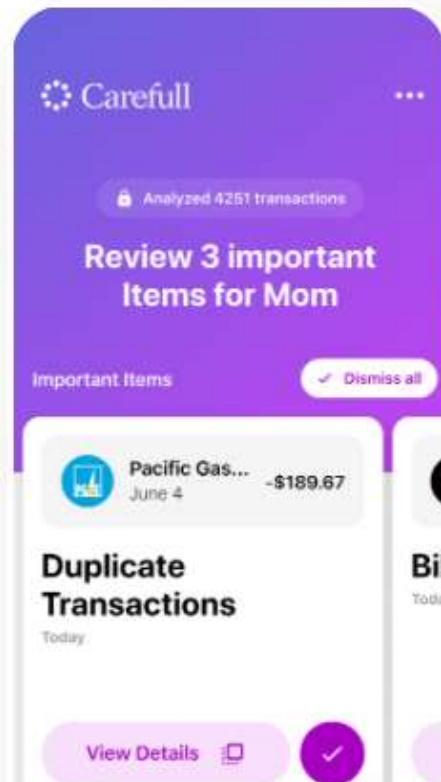 Carefull
Analyzed 4251 transactions
Review 3 important
Items for Mom
Important Items
Dismiss all
Pacific Gas... -$189.67
June 4
Duplicate
Transactions
Today
View Details